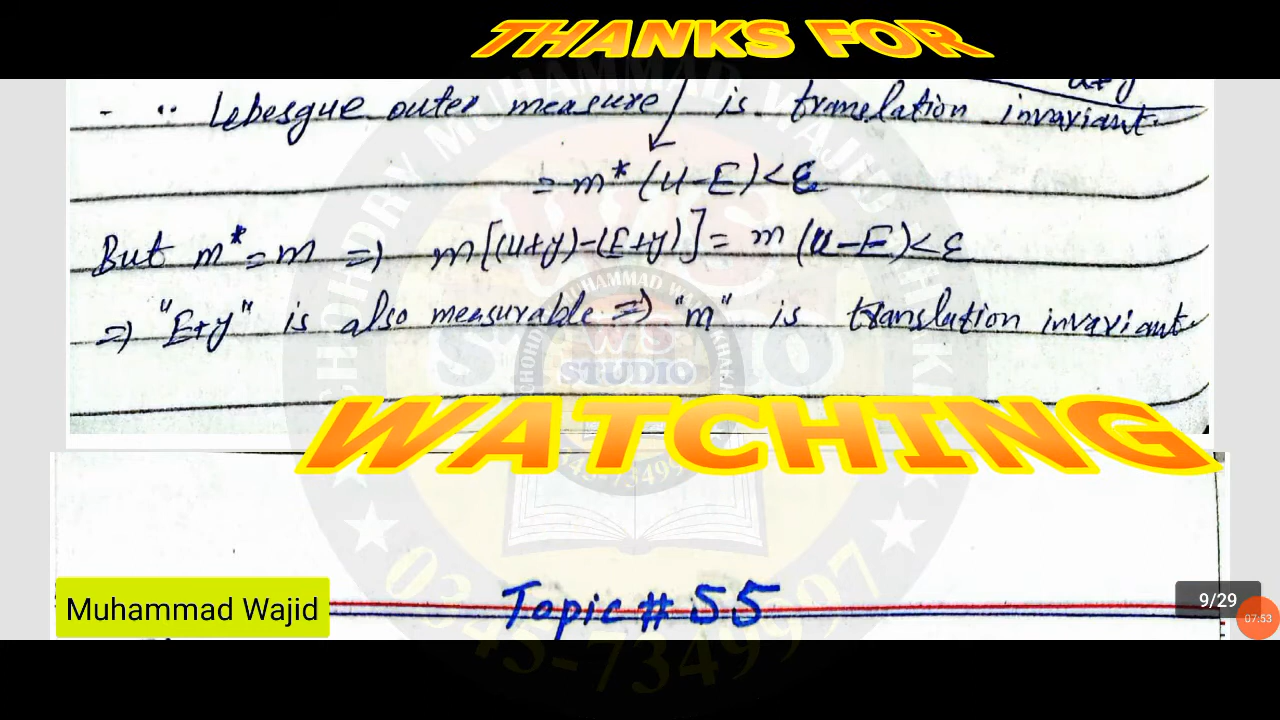 THANKS FOR
∵ Lebesgue outer measure is translation invariant.
= m* (U-E)<ε
But m* = m ⇒ m[(U+y)-(E+y)] = m (U-E)<ε
⇒ "E+y" is also measurable ⇒ "m" is translation invariant.
WS
STUDIO
WATCHING
Topic # 55
Muhammad Wajid
9/29
07:53